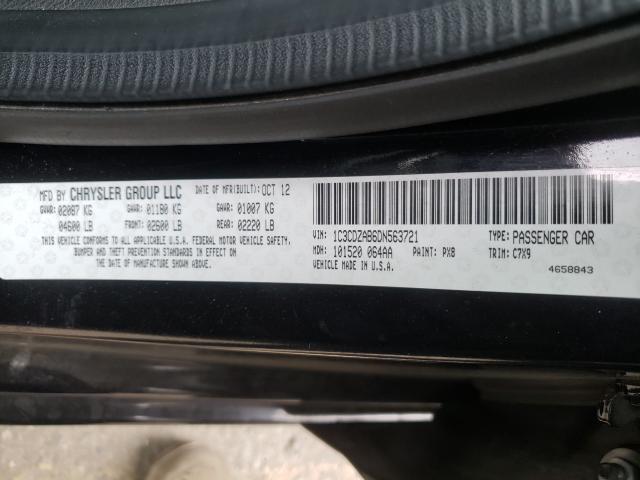 MFD BY CHRYSLER GROUP LLC DATE OF MFR(BUILT): OCT 12
GVWR: 02087 KG GAWR: 01180 KG GAWR: 01007 KG
04600 LB FRONT: 02600 LB REAR: 02220 LB
THIS VEHICLE CONFORMS TO ALL APPLICABLE U.S.A. FEDERAL MOTOR VEHICLE SAFETY,
BUMPER AND THEFT PREVENTION STANDARDS IN EFFECT ON
THE DATE OF MANUFACTURE SHOWN ABOVE.
VIN: 1C3CDZAB6DN563721 TYPE: PASSENGER CAR
MDH: 101520 064AA PAINT: PX8 TRIM: C7X9
VEHICLE MADE IN U.S.A. 4658843